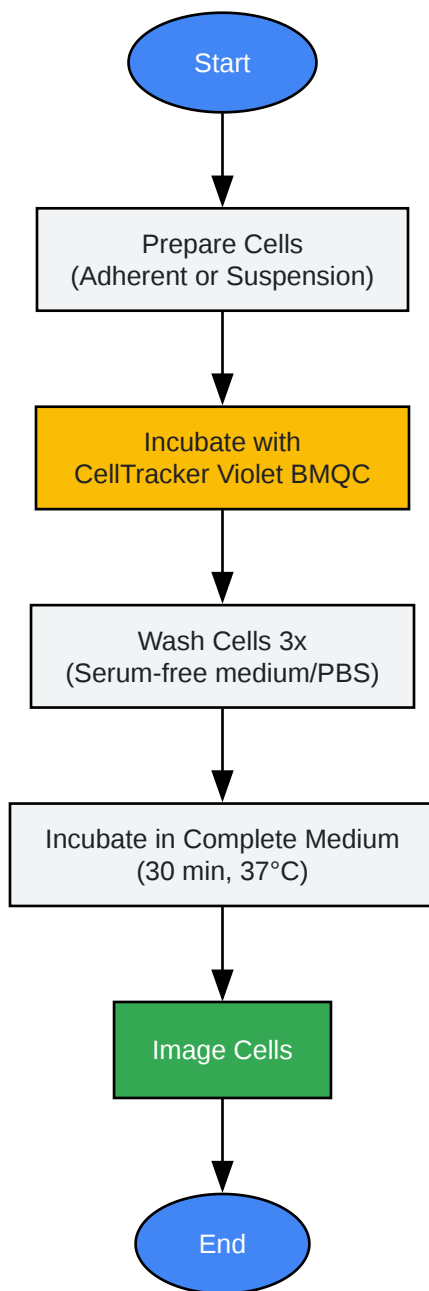 Start
Prepare Cells
(Adherent or Suspension)
Incubate with
CellTracker Violet BMQC
Wash Cells 3x
(Serum-free medium/PBS)
Incubate in Complete Medium
(30 min, 37°C)
Image Cells
End